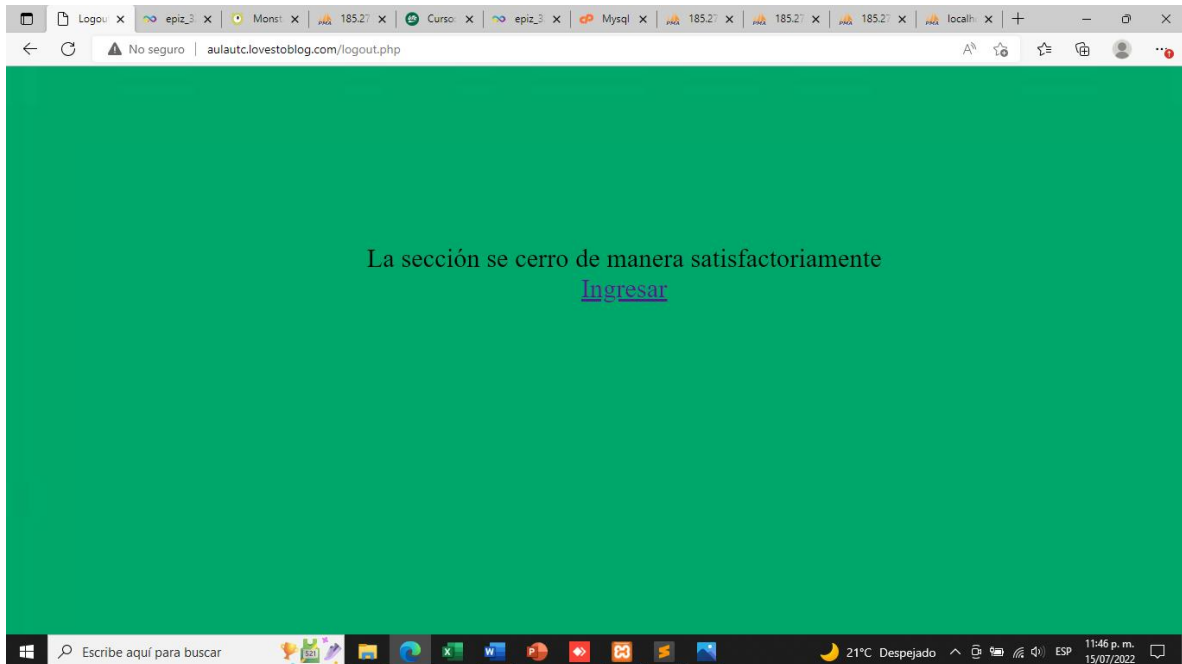 Logou
epiz_3
Monst
185.27
Curso
epiz_3
Mysql
185.27
185.27
185.27
localh
No seguro
aulautc.lovestoblog.com/logout.php
La sección se cerro de manera satisfactoriamente
Ingresar
Escribe aquí para buscar
21°C Despejado
ESP
11:46 p. m.
15/07/2022